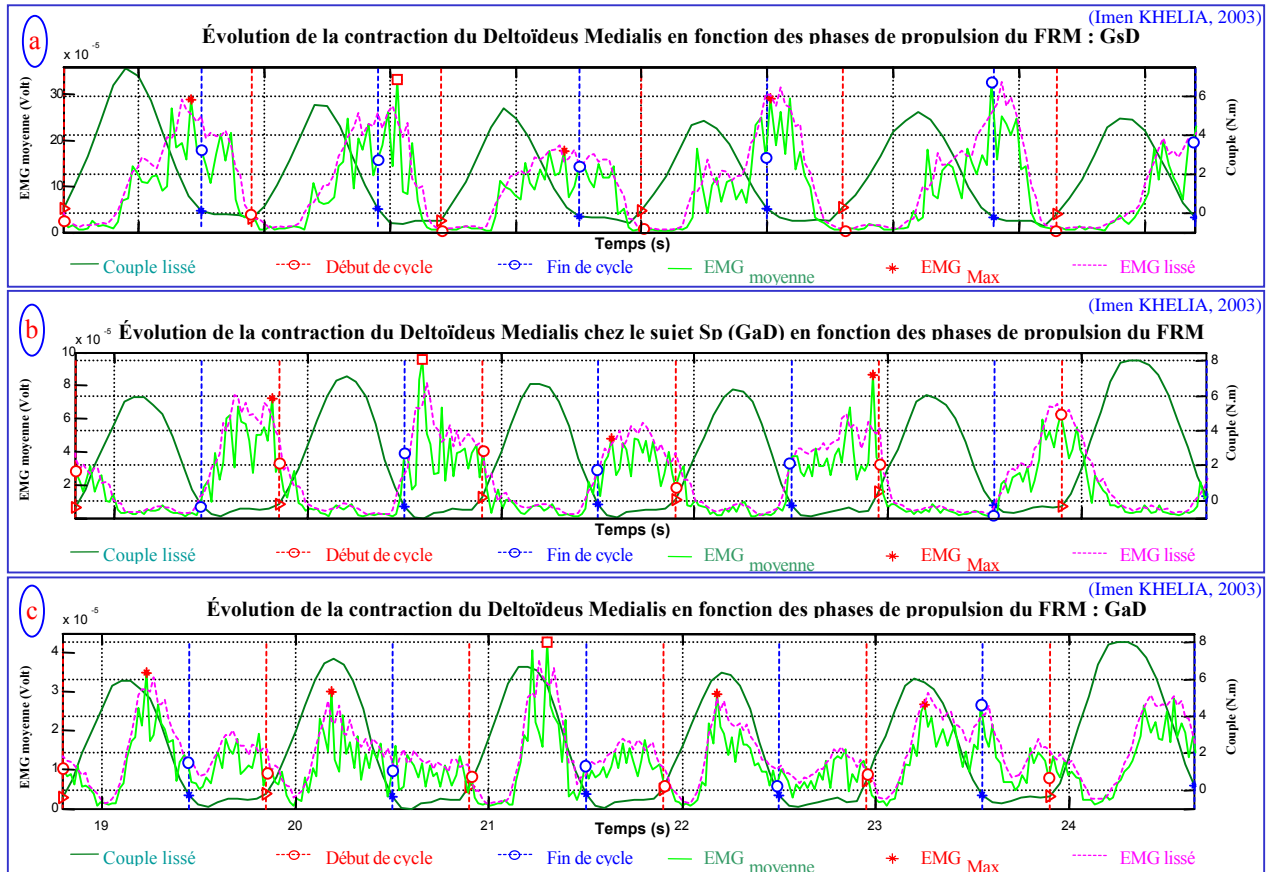 (Imen KHELIA, 2003)
a
Évolution de la contraction du Deltoïdeus Medialis en fonction des phases de propulsion du FRM : GsD
x 10 -5
EMG moyenne (Volt)
30
20
10
0
6
4
2
0
Couple (N.m)
Temps (s)
Couple lissé
Début de cycle
Fin de cycle
EMG moyenne
EMG Max
EMG lissé
(Imen KHELIA, 2003)
b
Évolution de la contraction du Deltoïdeus Medialis chez le sujet Sp (GaD) en fonction des phases de propulsion du FRM
x 10 -5
EMG moyenne (Volt)
10
8
6
4
2
8
6
4
2
0
Couple (N.m)
Temps (s)
Couple lissé
Début de cycle
Fin de cycle
EMG moyenne
EMG Max
EMG lissé
(Imen KHELIA, 2003)
c
Évolution de la contraction du Deltoïdeus Medialis en fonction des phases de propulsion du FRM : GaD
x 10 -5
EMG moyenne (Volt)
4
3
2
1
0
8
6
4
2
0
Couple (N.m)
19 20 21 22 23 24
Temps (s)
Couple lissé
Début de cycle
Fin de cycle
EMG moyenne
EMG Max
EMG lissé